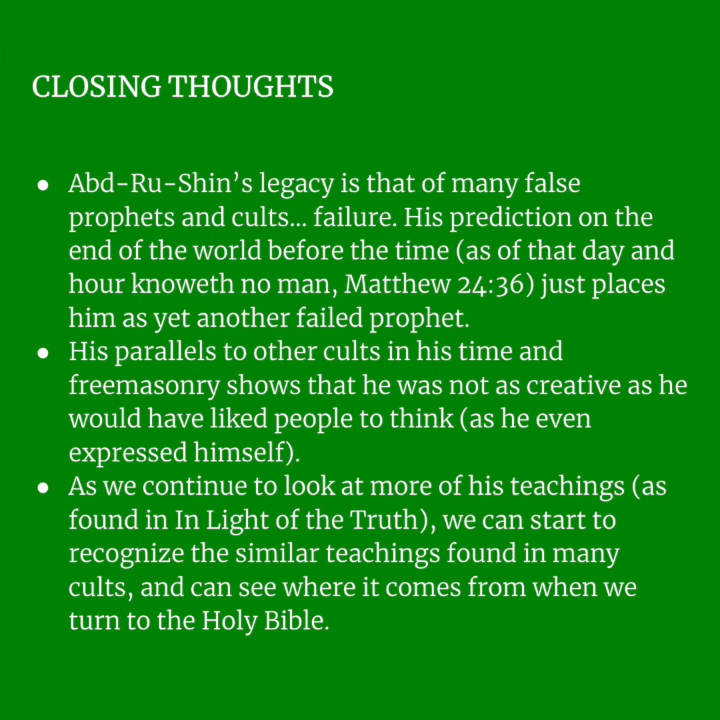 CLOSING THOUGHTS
● Abd-Ru-Shin’s legacy is that of many false
prophets and cults... failure. His prediction on the
end of the world before the time (as of that day and
hour knoweth no man, Matthew 24:36) just places
him as yet another failed prophet.
● His parallels to other cults in his time and
freemasonry shows that he was not as creative as he
would have liked people to think (as he even
expressed himself).
● As we continue to look at more of his teachings (as
found in In Light of the Truth), we can start to
recognize the similar teachings found in many
cults, and can see where it comes from when we
turn to the Holy Bible.